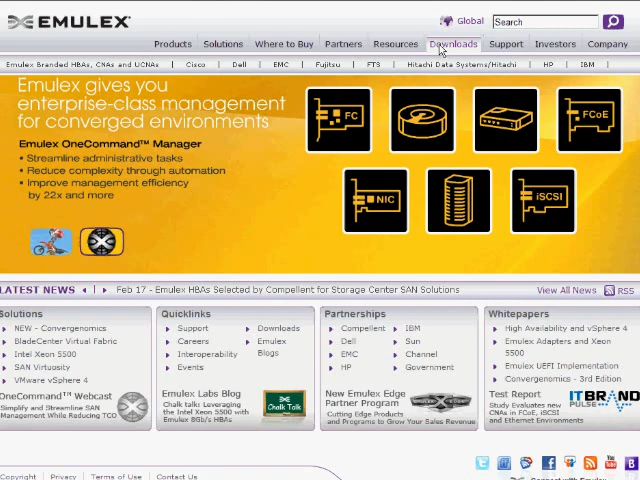 EMULEX
Global
Search
Products Solutions Where to Buy Partners Resources Downloads Support Investors Company
Emulex Branded HBAs, CNAs and UCNAs | Cisco | Dell | EMC | Fujitsu | FTS | Hitachi Data Systems/Hitachi | HP | IBM |
Emulex gives you
enterprise-class management
for converged environments
Emulex OneCommand™ Manager
• Streamline administrative tasks
• Reduce complexity through automation
• Improve management efficiency
by 22x and more
FC
FCoE
NIC
iSCSI
LATEST NEWS
Feb 17 - Emulex HBAs Selected by Compellent for Storage Center SAN Solutions
View All News
RSS
Solutions
NEW - Convergenomics
BladeCenter Virtual Fabric
Intel Xeon 5500
SAN Virtuosity
VMware vSphere 4
OneCommand™ Webcast
Simplify and Streamline SAN
Management While Reducing TCO
Quicklinks
Support
Careers
Interoperability
Events
Downloads
Emulex
Blogs
Emulex Labs Blog
Chalk talk: Leveraging
the Intel Xeon 5500 with
Emulex 8Gb/s HBAs
Chalk Talk
Partnerships
Compellent
Dell
EMC
HP
IBM
Sun
Channel
Government
New Emulex Edge
Partner Program
Cutting Edge Products
and Programs to Grow Your Sales Revenue
Whitepapers
High Availability and vSphere 4
Emulex Adapters and Xeon
5500
Emulex UEFI Implementation
Convergenomics - 3rd Edition
Test Report
Study Evaluates new
CNAs in FCoE, iSCSI
and Ethernet Environments
IT BRAND
PULSE
Copyright | Privacy | Terms of Use | Contact Us
You
Connect with Emulex